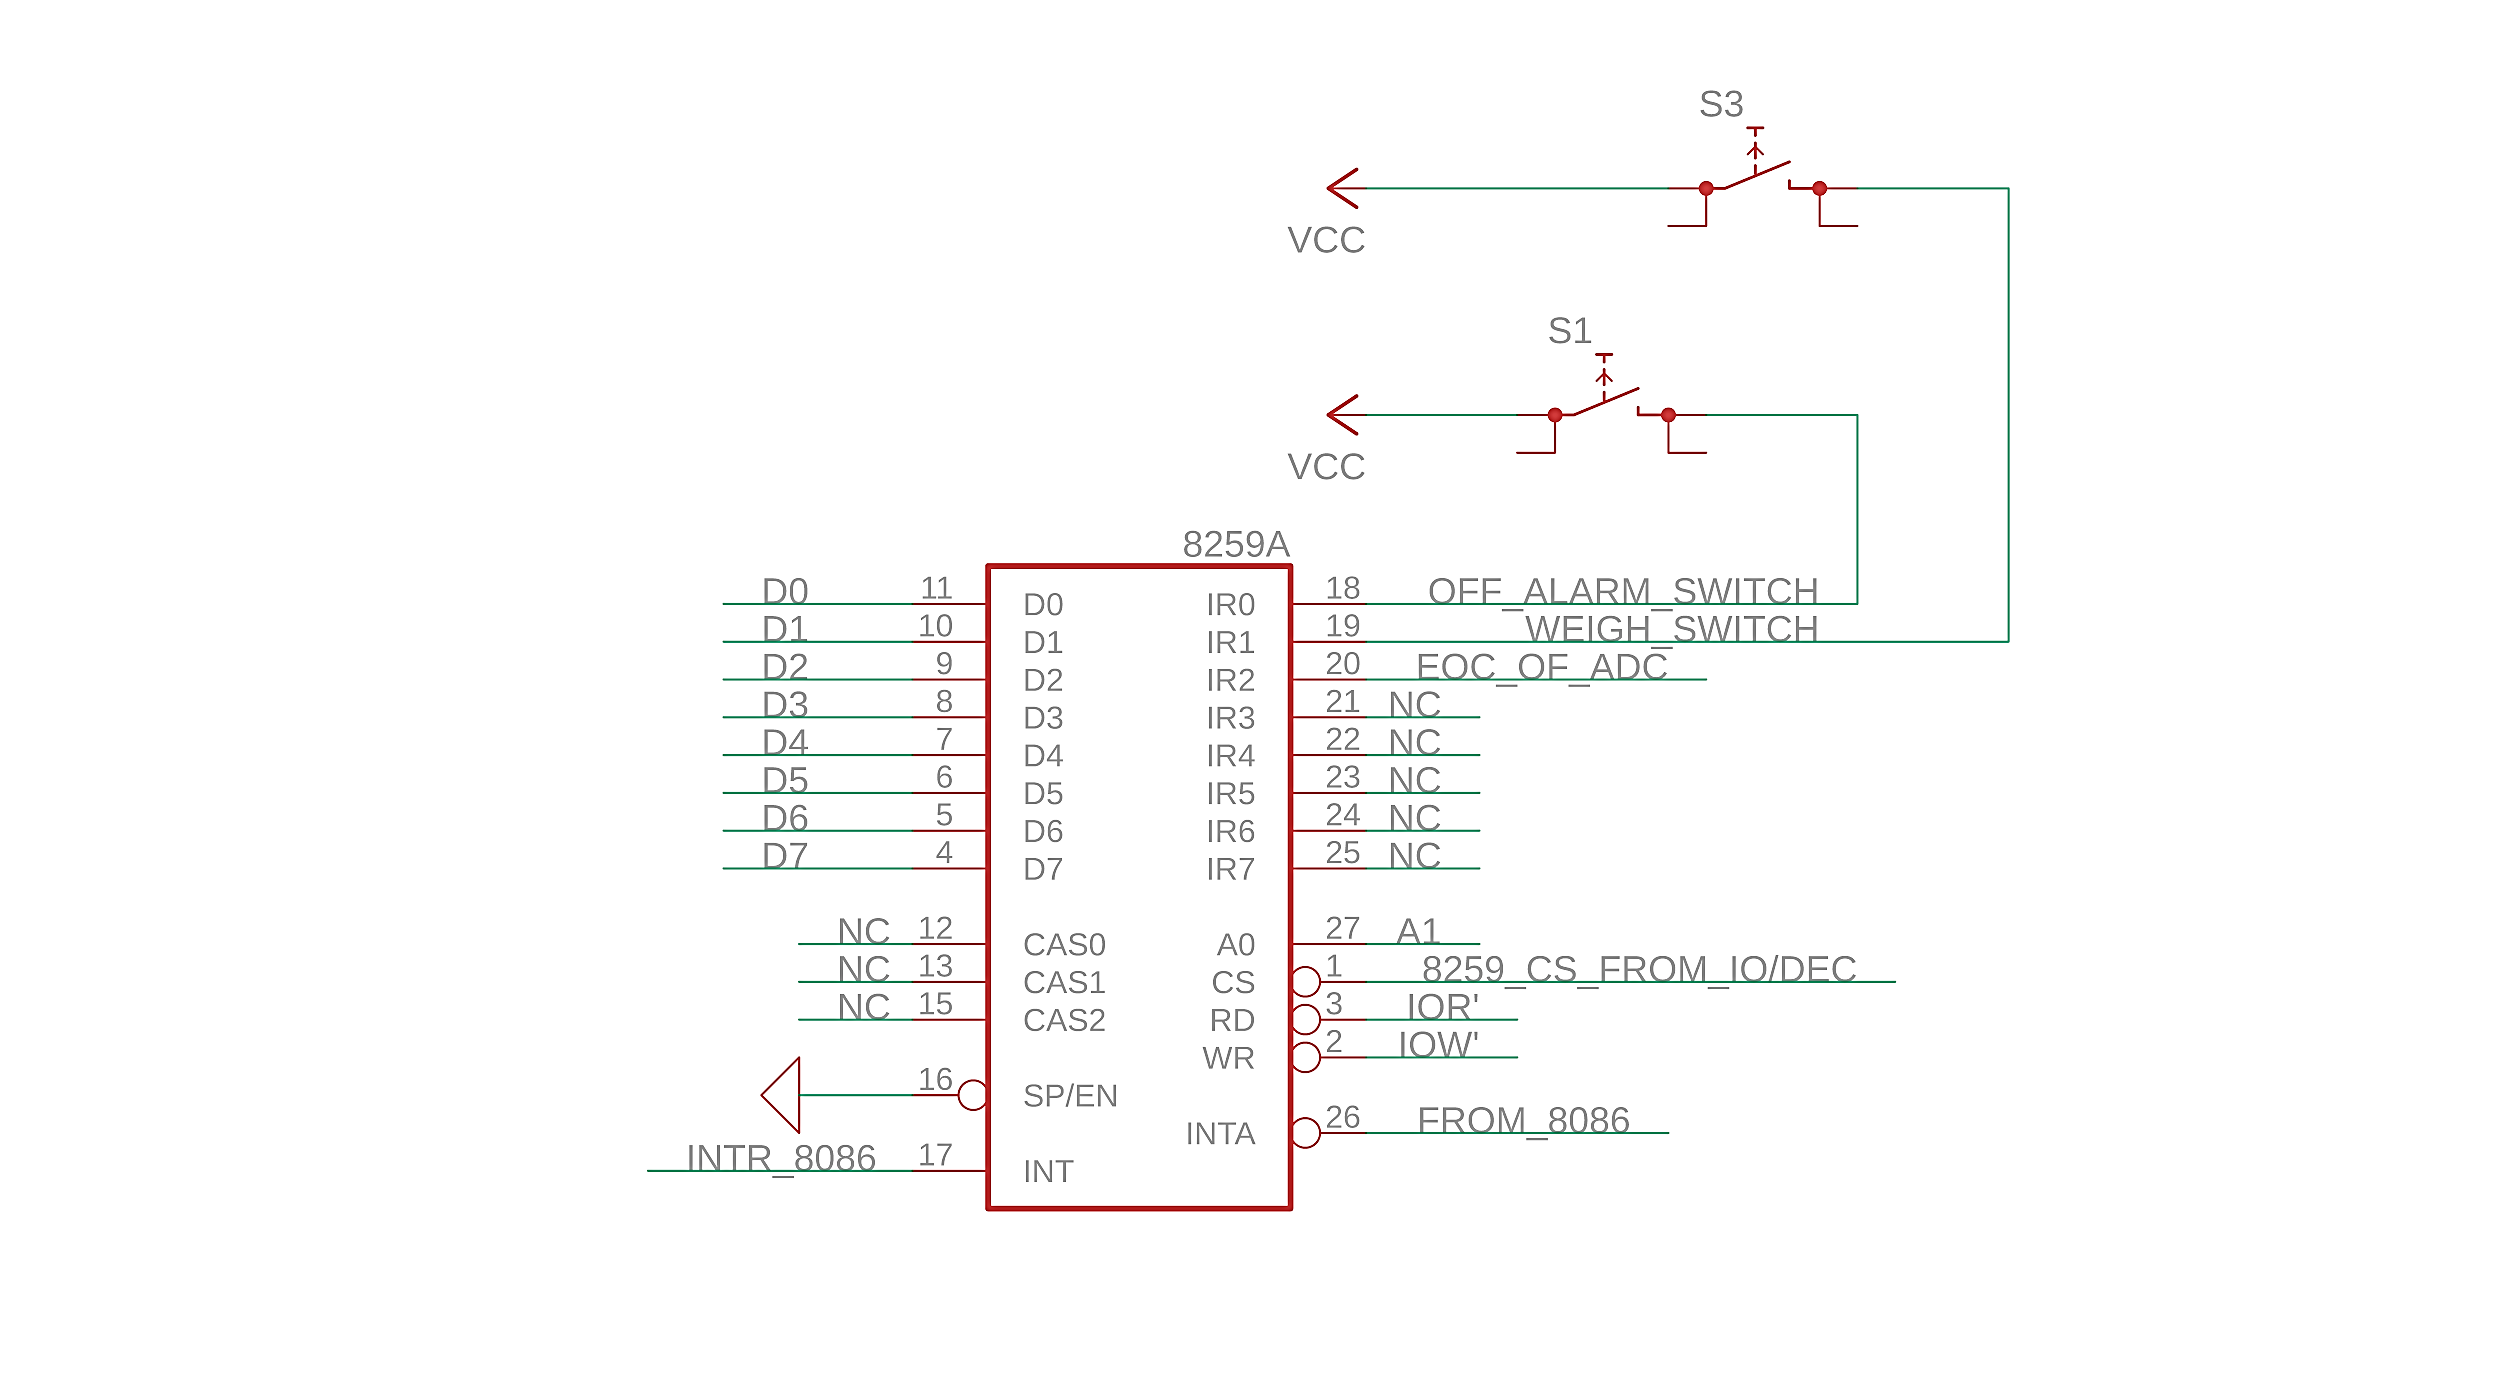 S3
VCC
S1
VCC
8259A
D0 11 D0 IR0 18 OFF_ALARM_SWITCH
D1 10 D1 IR1 19 WEIGH_SWITCH
D2 9 D2 IR2 20 EOC_OF_ADC
D3 8 D3 IR3 21 NC
D4 7 D4 IR4 22 NC
D5 6 D5 IR5 23 NC
D6 5 D6 IR6 24 NC
D7 4 D7 IR7 25 NC
NC 12 CAS0 A0 27 A1
NC 13 CAS1 CS 1 8259_CS_FROM_IO/DEC
NC 15 CAS2 RD 3 IOR'
WR 2 IOW'
16 SP/EN
INTA 26 FROM_8086
INTR_8086 17 INT